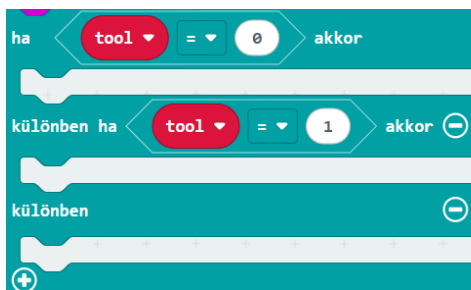 ha tool = 0 akkor
különben ha tool = 1 akkor
különben